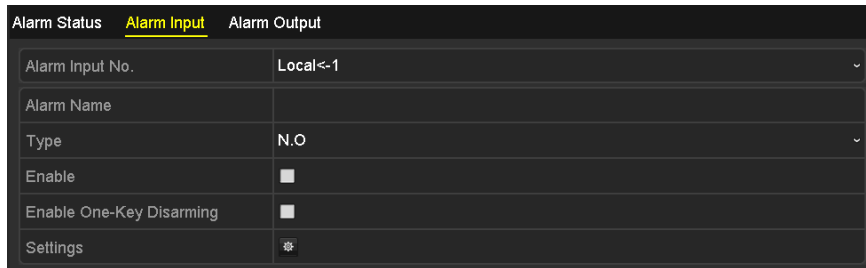 Alarm Status Alarm Input Alarm Output
Alarm Input No. Local<-1
Alarm Name
Type N.O
Enable
Enable One-Key Disarming
Settings